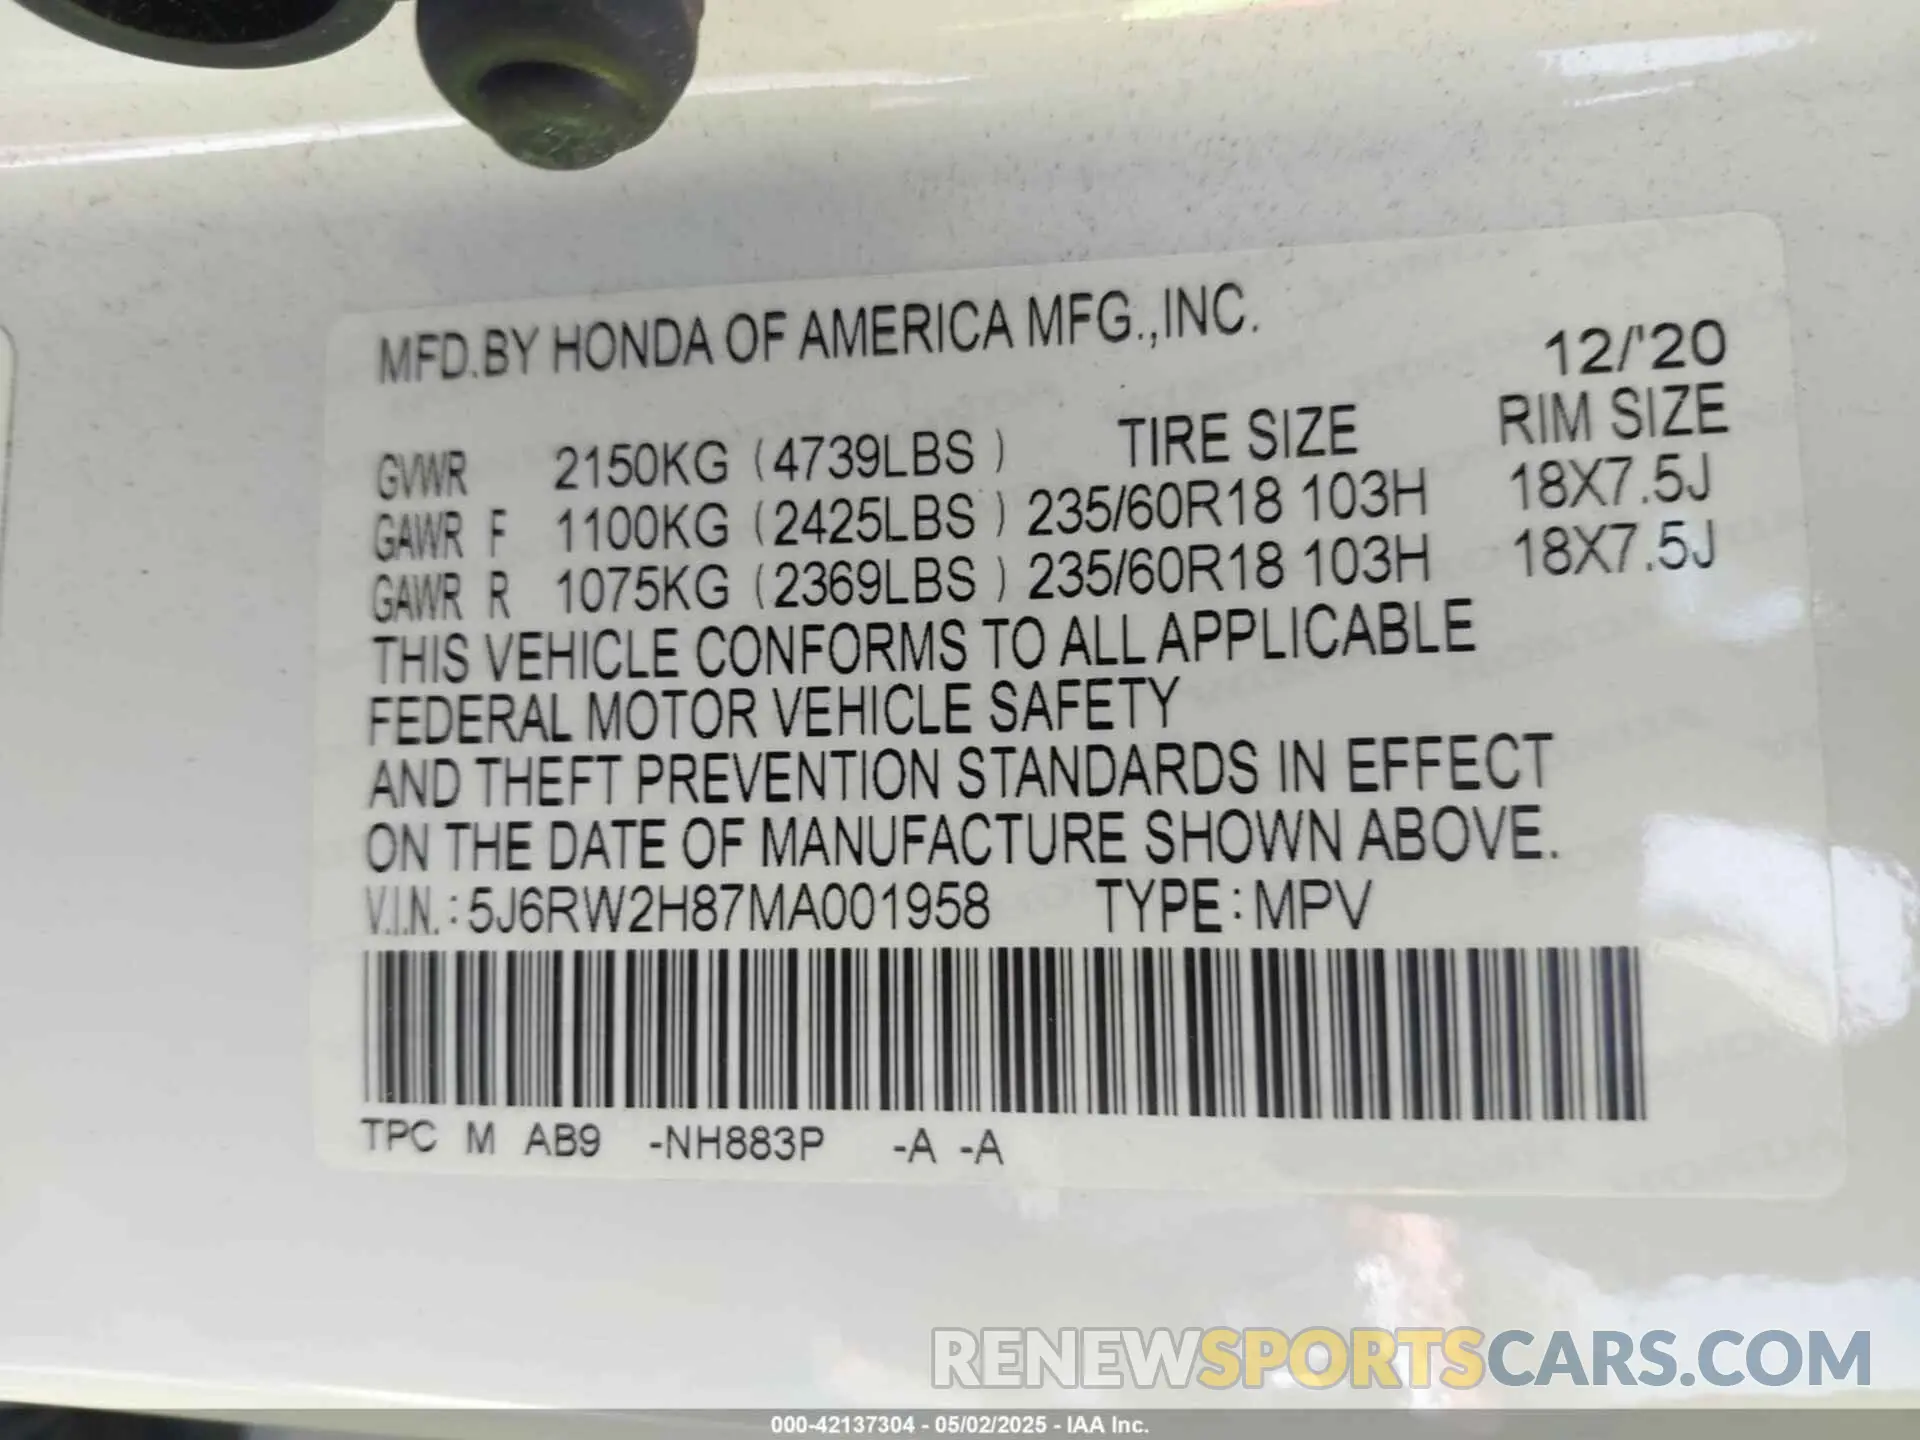 MFD.BY HONDA OF AMERICA MFG.,INC.
12/'20
TIRE SIZE RIM SIZE
GVWR 2150KG (4739LBS )
GAWR F 1100KG (2425LBS ) 235/60R18 103H 18X7.5J
GAWR R 1075KG (2369LBS ) 235/60R18 103H 18X7.5J
THIS VEHICLE CONFORMS TO ALL APPLICABLE
FEDERAL MOTOR VEHICLE SAFETY
AND THEFT PREVENTION STANDARDS IN EFFECT
ON THE DATE OF MANUFACTURE SHOWN ABOVE.
V.I.N.:5J6RW2H87MA001958 TYPE:MPV
TPC M AB9 -NH883P -A -A
RENEWSPORTSCARS.COM
000-42137304 - 05/02/2025 - IAA Inc.